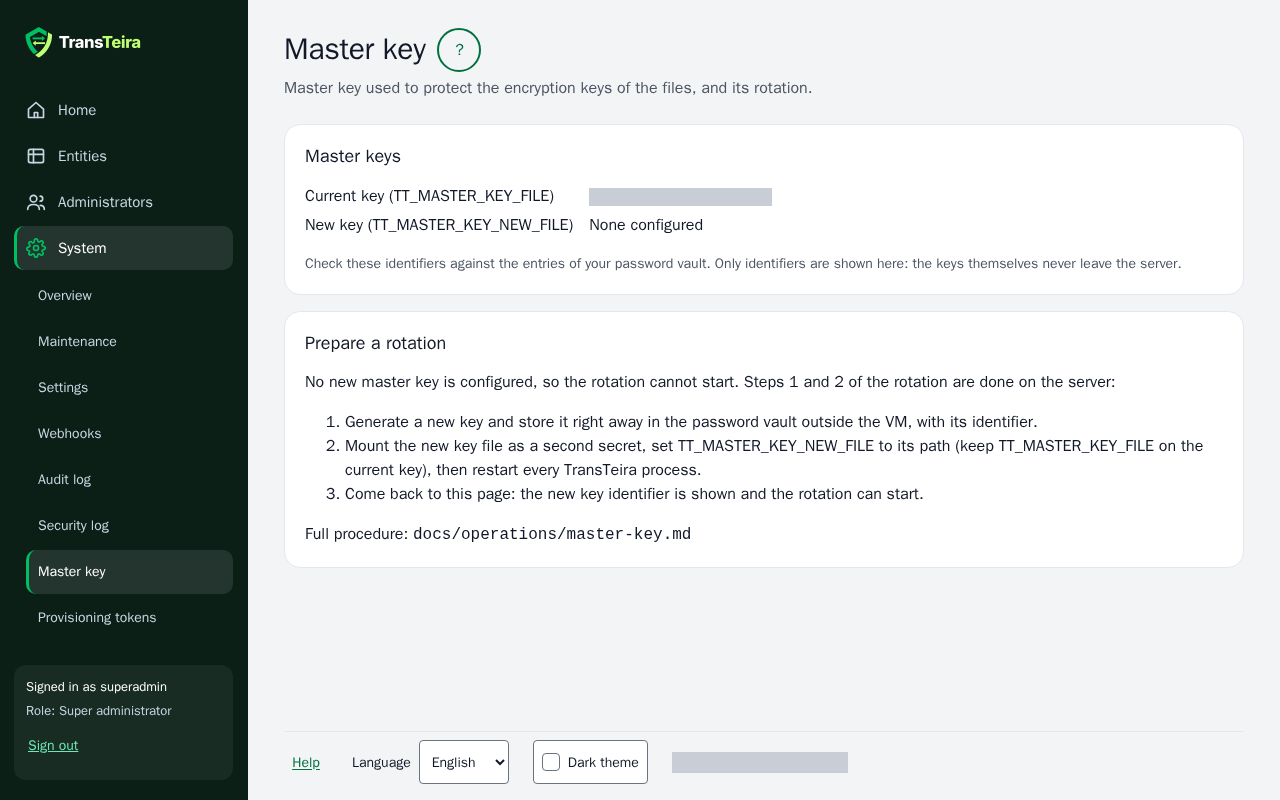 TransTeira
Home
Entities
Administrators
System
Overview
Maintenance
Settings
Webhooks
Audit log
Security log
Master key
Provisioning tokens
Signed in as superadmin
Role: Super administrator
Sign out
Master key ?
Master key used to protect the encryption keys of the files, and its rotation.
Master keys
Current key (TT_MASTER_KEY_FILE)
New key (TT_MASTER_KEY_NEW_FILE) None configured
Check these identifiers against the entries of your password vault. Only identifiers are shown here: the keys themselves never leave the server.
Prepare a rotation
No new master key is configured, so the rotation cannot start. Steps 1 and 2 of the rotation are done on the server:
1. Generate a new key and store it right away in the password vault outside the VM, with its identifier.
2. Mount the new key file as a second secret, set TT_MASTER_KEY_NEW_FILE to its path (keep TT_MASTER_KEY_FILE on the
current key), then restart every TransTeira process.
3. Come back to this page: the new key identifier is shown and the rotation can start.
Full procedure: docs/operations/master-key.md
Help Language English Dark theme